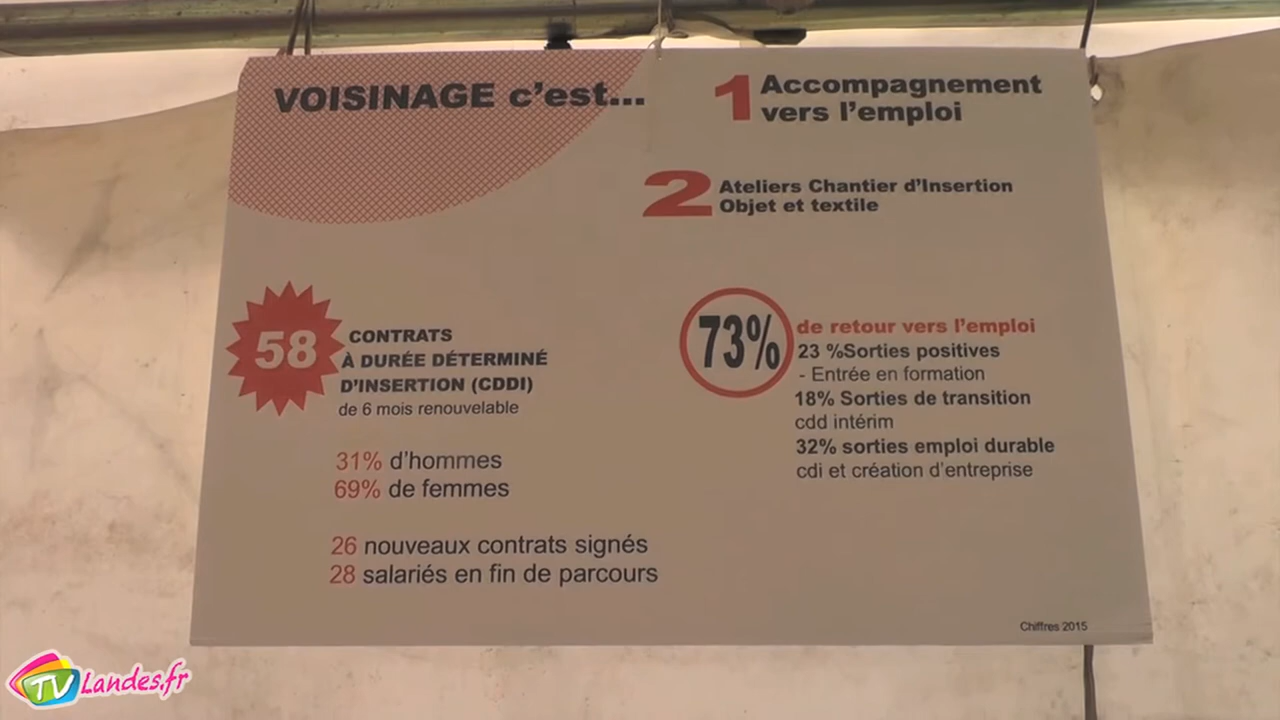 VOISINAGE c'est...
1 Accompagnement
vers l'emploi
2 Ateliers Chantier d'Insertion
Objet et textile
58 CONTRATS
À DURÉE DÉTERMINÉ
D'INSERTION (CDDI)
de 6 mois renouvelable
31% d'hommes
69% de femmes
26 nouveaux contrats signés
28 salariés en fin de parcours
73% de retour vers l'emploi
23 %Sorties positives
- Entrée en formation
18% Sorties de transition
cdd intérim
32% sorties emploi durable
cdi et création d'entreprise
Chiffres 2015
TV Landes.fr